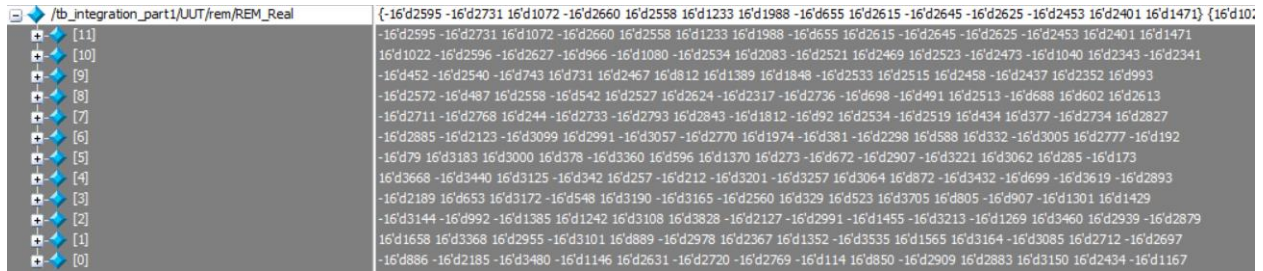 /tb_integration_part1/UUT/rem/REM_Real {-16'd2595 -16'd2731 16'd1072 -16'd2660 16'd2558 16'd1233 16'd1988 -16'd655 16'd2615 -16'd2645 -16'd2625 -16'd2453 16'd2401 16'd1471} {16'd102
[11] -16'd2595 -16'd2731 16'd1072 -16'd2660 16'd2558 16'd1233 16'd1988 -16'd655 16'd2615 -16'd2645 -16'd2625 -16'd2453 16'd2401 16'd1471
[10] 16'd1022 -16'd2596 -16'd2627 -16'd966 -16'd1080 -16'd2534 16'd2083 -16'd2521 16'd2469 16'd2523 -16'd2473 -16'd1040 16'd2343 -16'd2341
[9] -16'd452 -16'd2540 -16'd743 16'd731 16'd2467 16'd812 16'd1389 16'd1848 -16'd2533 16'd2515 16'd2458 -16'd2437 16'd2352 16'd993
[8] -16'd2572 -16'd487 16'd2558 -16'd542 16'd2527 16'd2624 -16'd2317 -16'd2736 -16'd698 -16'd491 16'd2513 -16'd688 16'd602 16'd2613
[7] -16'd2711 -16'd2768 16'd244 -16'd2733 -16'd2793 16'd2843 -16'd1812 -16'd92 16'd2534 -16'd2519 16'd434 16'd377 -16'd2734 16'd2827
[6] -16'd2885 -16'd2123 -16'd3099 16'd2991 -16'd3057 -16'd2770 16'd1974 -16'd381 -16'd2298 16'd588 16'd332 -16'd3005 16'd2777 -16'd192
[5] -16'd79 16'd3183 16'd3000 16'd378 -16'd3360 16'd596 16'd1370 16'd273 -16'd672 -16'd2907 -16'd3221 16'd3062 16'd285 -16'd173
[4] 16'd3668 -16'd3440 16'd3125 -16'd342 16'd257 -16'd212 -16'd3201 -16'd3257 16'd3064 16'd872 -16'd3432 -16'd699 -16'd3619 -16'd2893
[3] -16'd2189 16'd653 16'd3172 -16'd548 16'd3190 -16'd3165 -16'd2560 16'd329 16'd523 16'd3705 16'd805 -16'd907 -16'd1301 16'd1429
[2] -16'd3144 -16'd992 -16'd1385 16'd1242 16'd3108 16'd3828 -16'd2127 -16'd2991 -16'd1455 -16'd3213 -16'd1269 16'd3460 16'd2939 -16'd2879
[1] 16'd1658 16'd3368 16'd2955 -16'd3101 16'd889 -16'd2978 16'd2367 16'd1352 -16'd3535 16'd1565 16'd3164 -16'd3085 16'd2712 -16'd2697
[0] -16'd886 -16'd2185 -16'd3480 -16'd1146 16'd2631 -16'd2720 -16'd2769 -16'd114 16'd850 -16'd2909 16'd2883 16'd3150 16'd2434 -16'd1167